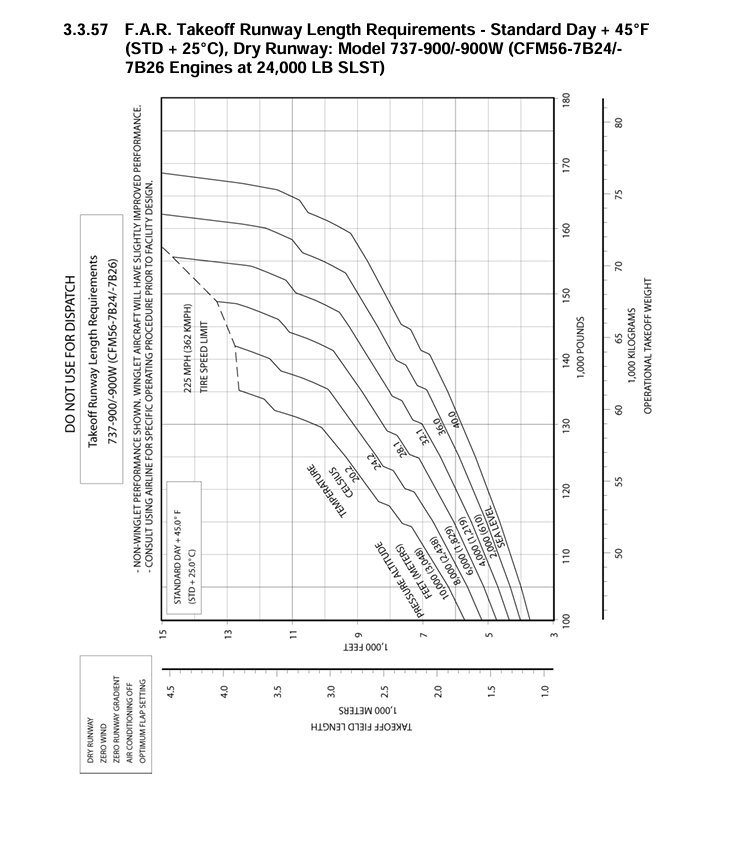 3.3.57 F.A.R. Takeoff Runway Length Requirements - Standard Day + 45°F
(STD + 25°C), Dry Runway: Model 737-900/-900W (CFM56-7B24/-
7B26 Engines at 24,000 LB SLST)
DO NOT USE FOR DISPATCH
Takeoff Runway Length Requirements
737-900/-900W (CFM56-7B24/-7B26)
- NON-WINGLET PERFORMANCE SHOWN. WINGLET AIRCRAFT WILL HAVE SLIGHTLY IMPROVED PERFORMANCE.
- CONSULT USING AIRLINE FOR SPECIFIC OPERATING PROCEDURE PRIOR TO FACILITY DESIGN.
STANDARD DAY + 45.0° F
(STD + 25.0°C)
225 MPH (362 KMPH)
TIRE SPEED LIMIT
TEMPERATURE
CELSIUS
20.2
24.2
28.1
32.1
36.0
40.0
PRESSURE ALTITUDE
FEET (METERS)
10,000 (3,048)
8,000 (2,438)
6,000 (1,829)
4,000 (1,219)
2,000 (610)
SEA LEVEL
15
13
11
9
7
5
3
1,000 FEET
4.5
4.0
3.5
3.0
2.5
2.0
1.5
1.0
1,000 METERS
TAKEOFF FIELD LENGTH
100
110
120
130
140
150
160
170
180
1,000 POUNDS
50
55
60
65
70
75
80
1,000 KILOGRAMS
OPERATIONAL TAKEOFF WEIGHT
DRY RUNWAY
ZERO WIND
ZERO RUNWAY GRADIENT
AIR CONDITIONING OFF
OPTIMUM FLAP SETTING